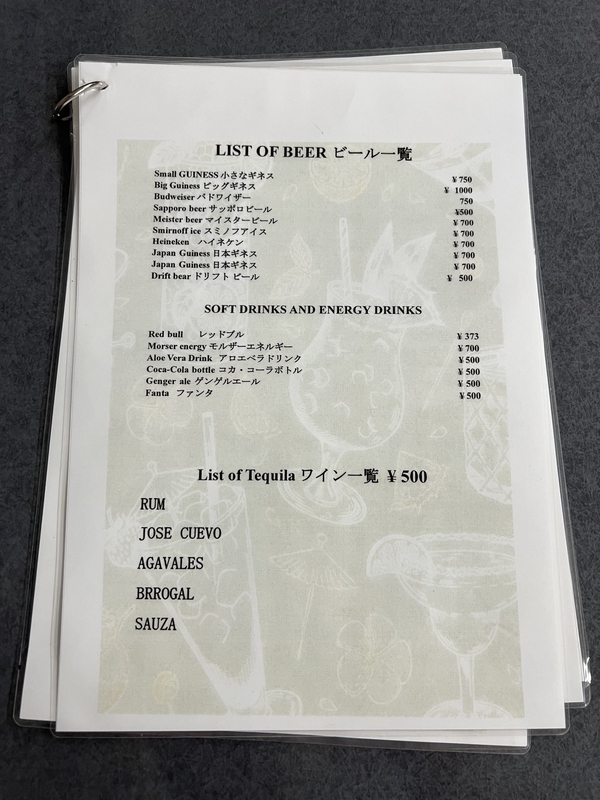 LIST OF BEER ビール一覧
Small GUINESS 小さなギネス ¥750
Big Guiness ビッグギネス ¥ 1000
Budweiser バドワイザー 750
Sapporo beer サッポロビール ¥500
Meister beer マイスタービール ¥700
Smirnoff ice スミノフアイス ¥700
Heineken ハイネケン ¥700
Japan Guiness 日本ギネス ¥700
Japan Guiness 日本ギネス ¥700
Drift bear ドリフト ビール ¥ 500
SOFT DRINKS AND ENERGY DRINKS
Red bull レッドブル ¥373
Morser energy モルザーエネルギー ¥700
Aloe Vera Drink アロエベラドリンク ¥500
Coca-Cola bottle コカ・コーラボトル ¥500
Genger ale ゲンゲルエール ¥500
Fanta ファンタ ¥500
List of Tequila ワイン一覧 ¥500
RUM
JOSE CUEVO
AGAVALES
BRROGAL
SAUZA